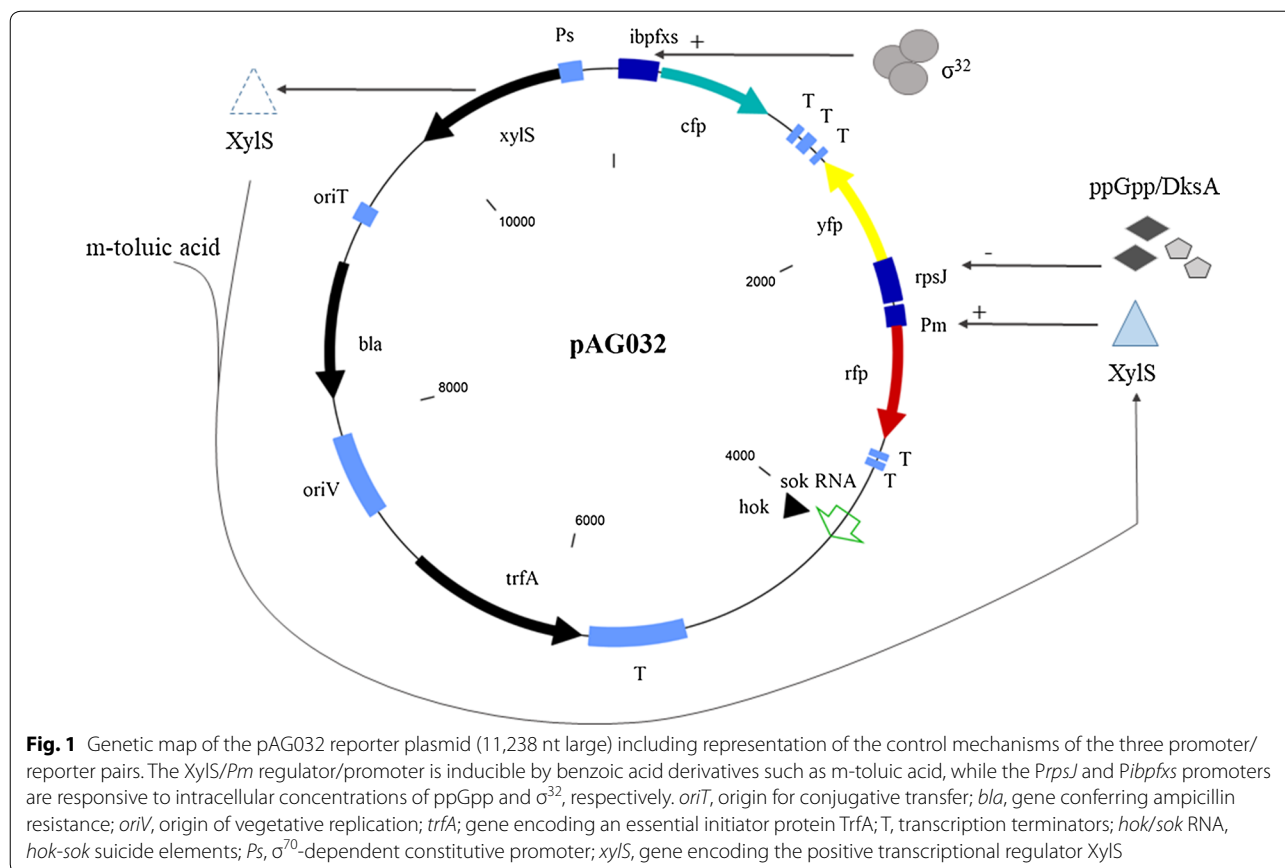 Ps
ibpfxs
+
σ32
XylS
xylS
cfp
T
T
T
ppGpp/DksA
oriT
10000
yfp
m-toluic acid
2000
-
rpsJ
+
Pm
pAG032
XylS
bla
rfp
8000
4000
T
T
sok RNA
hok
oriV
6000
trfA
T
Fig. 1 Genetic map of the pAG032 reporter plasmid (11,238 nt large) including representation of the control mechanisms of the three promoter/
reporter pairs. The XylS/Pm regulator/promoter is inducible by benzoic acid derivatives such as m-toluic acid, while the PrpsJ and Pibpfxs promoters
are responsive to intracellular concentrations of ppGpp and σ32, respectively. oriT, origin for conjugative transfer; bla, gene conferring ampicillin
resistance; oriV, origin of vegetative replication; trfA; gene encoding an essential initiator protein TrfA; T, transcription terminators; hok/sok RNA,
hok-sok suicide elements; Ps, σ70-dependent constitutive promoter; xylS, gene encoding the positive transcriptional regulator XylS